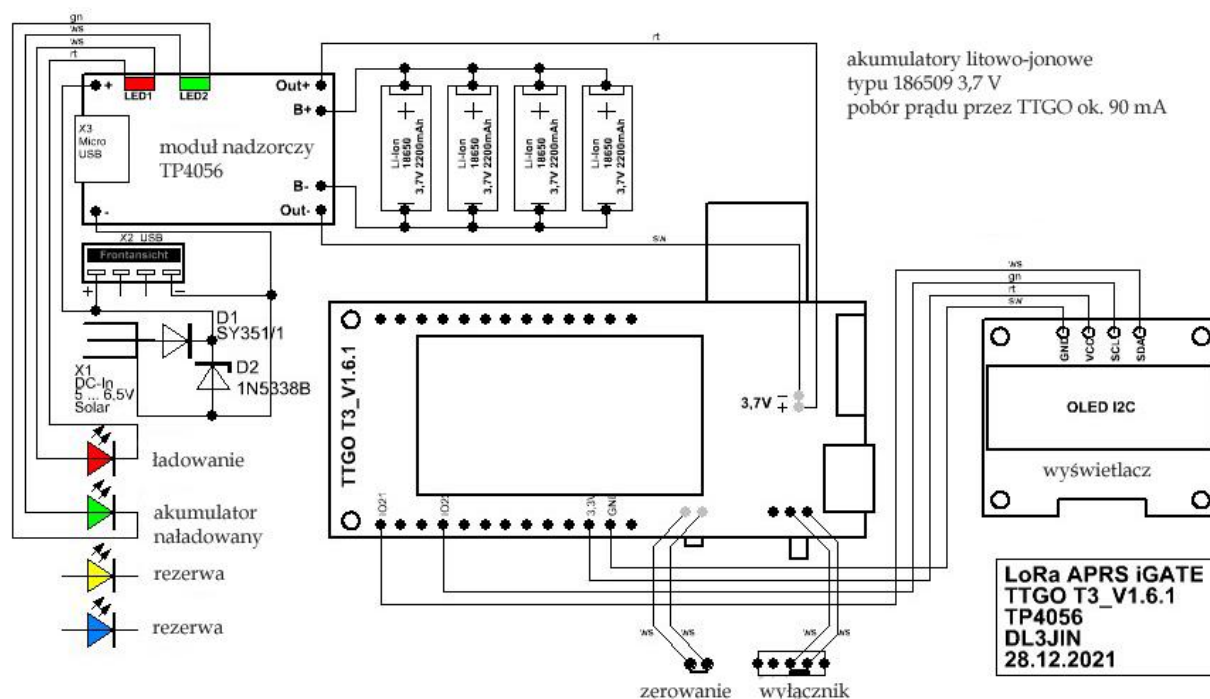 gn
ws
ws
rt
rt
LED1
LED2
+
Out+
B+
X3
Micro
USB
moduł nadzorczy
TP4056
B-
Out-
-
+
Li-Ion
18650
3,7V 2200mAh
-
+
Li-Ion
18650
3,7V 2200mAh
-
+
Li-Ion
18650
3,7V 2200mAh
-
+
Li-Ion
18650
3,7V 2200mAh
-
akumulatory litowo-jonowe
typu 186509 3,7 V
pobór prądu przez TTGO ok. 90 mA
sw
X2 USB
Frontansicht
+
-
D1
SY351/1
D2
1N5338B
X1
DC-In
5 ... 6,5V
Solar
ładowanie
akumulator
naładowany
rezerwa
rezerwa
TTGO T3_V1.6.1
3,7V
-
+
IO21
IO22
3,3V
GND
ws
gn
rt
sw
GND
VCC
SCL
SDA
OLED I2C
wyświetlacz
ws
ws
ws
ws
zerowanie
wyłącznik
LoRa APRS iGATE
TTGO T3_V1.6.1
TP4056
DL3JIN
28.12.2021